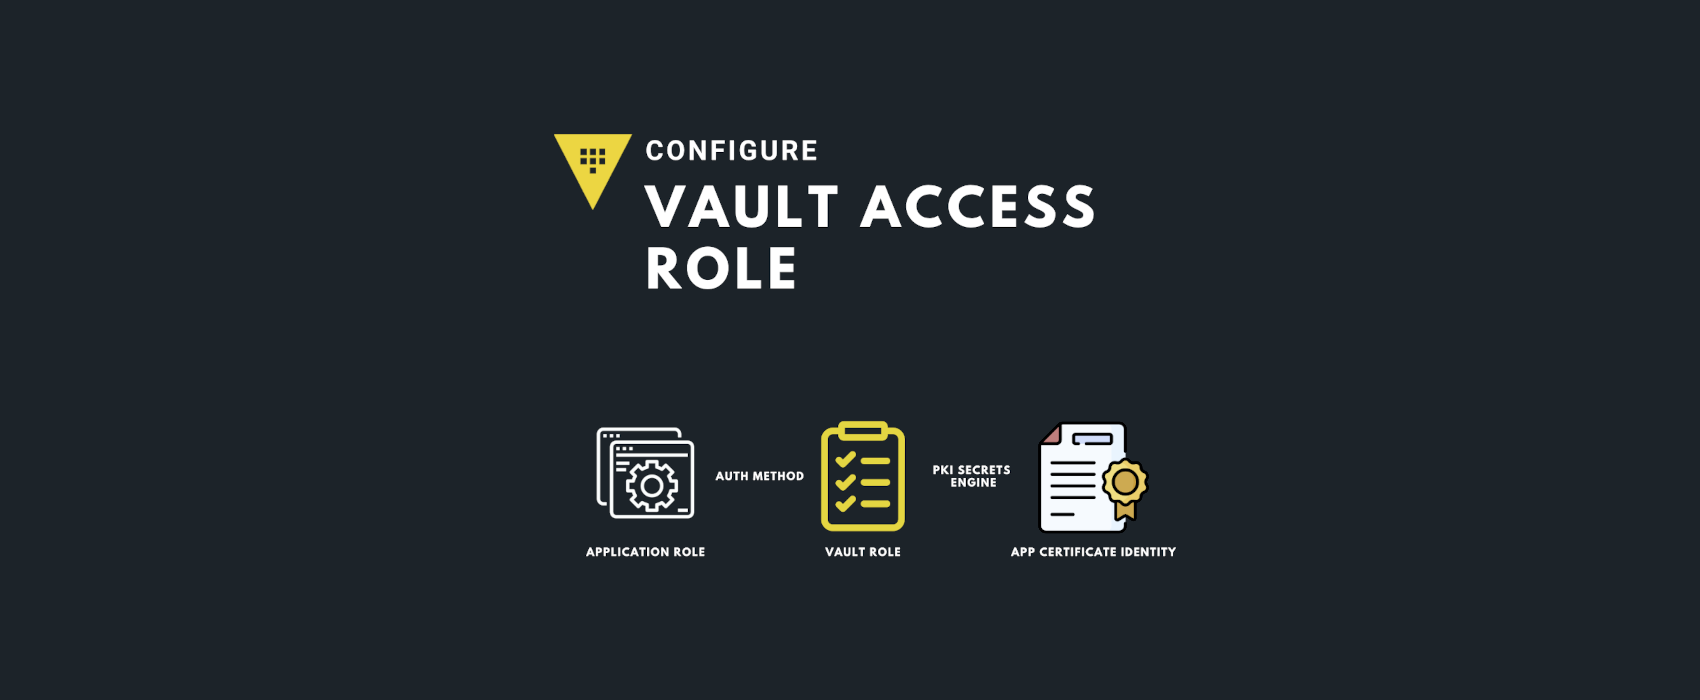 CONFIGURE
VAULT ACCESS
ROLE
AUTH METHOD
PKI SECRETS
ENGINE
APPLICATION ROLE
VAULT ROLE
APP CERTIFICATE IDENTITY